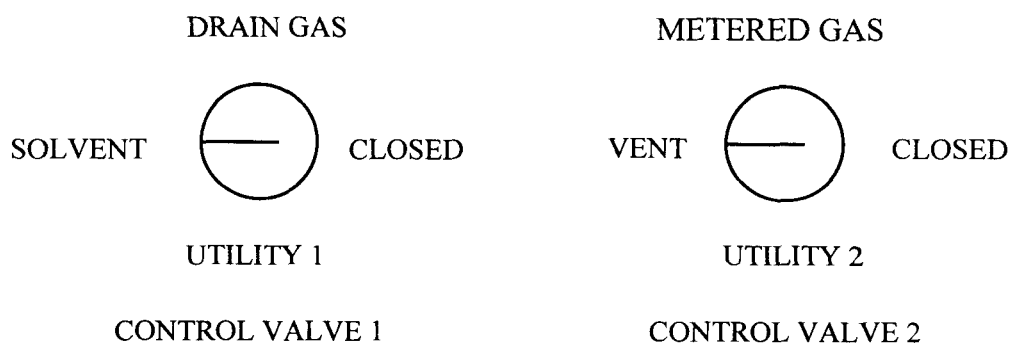 DRAIN GAS METERED GAS
SOLVENT CLOSED VENT CLOSED
UTILITY 1 UTILITY 2
CONTROL VALVE 1 CONTROL VALVE 2